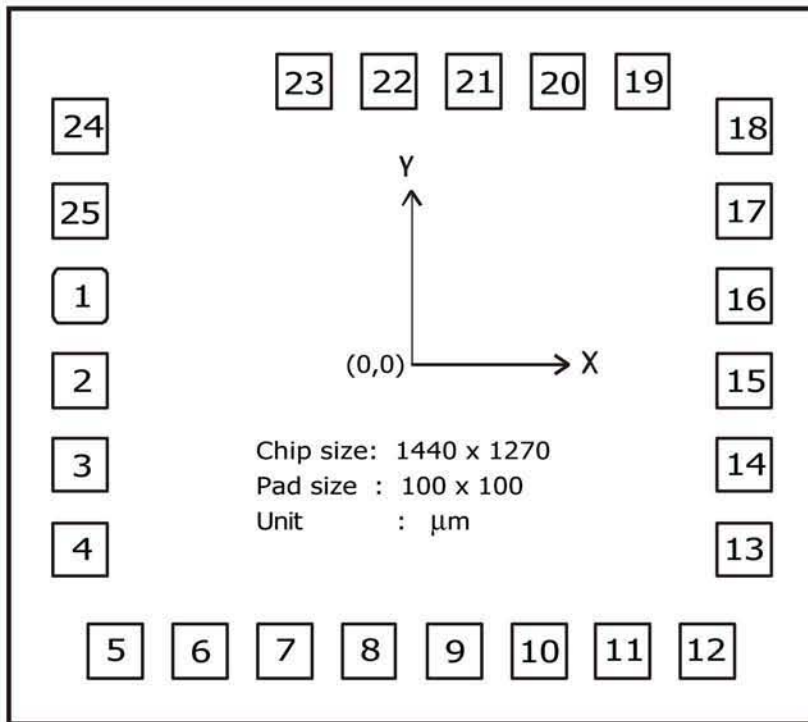 23 22 21 20 19
24 18
Y
25 17
1 16
(0,0) X
2 15
Chip size: 1440 x 1270
3 14
Pad size : 100 x 100
Unit : μm
4 13
5 6 7 8 9 10 11 12